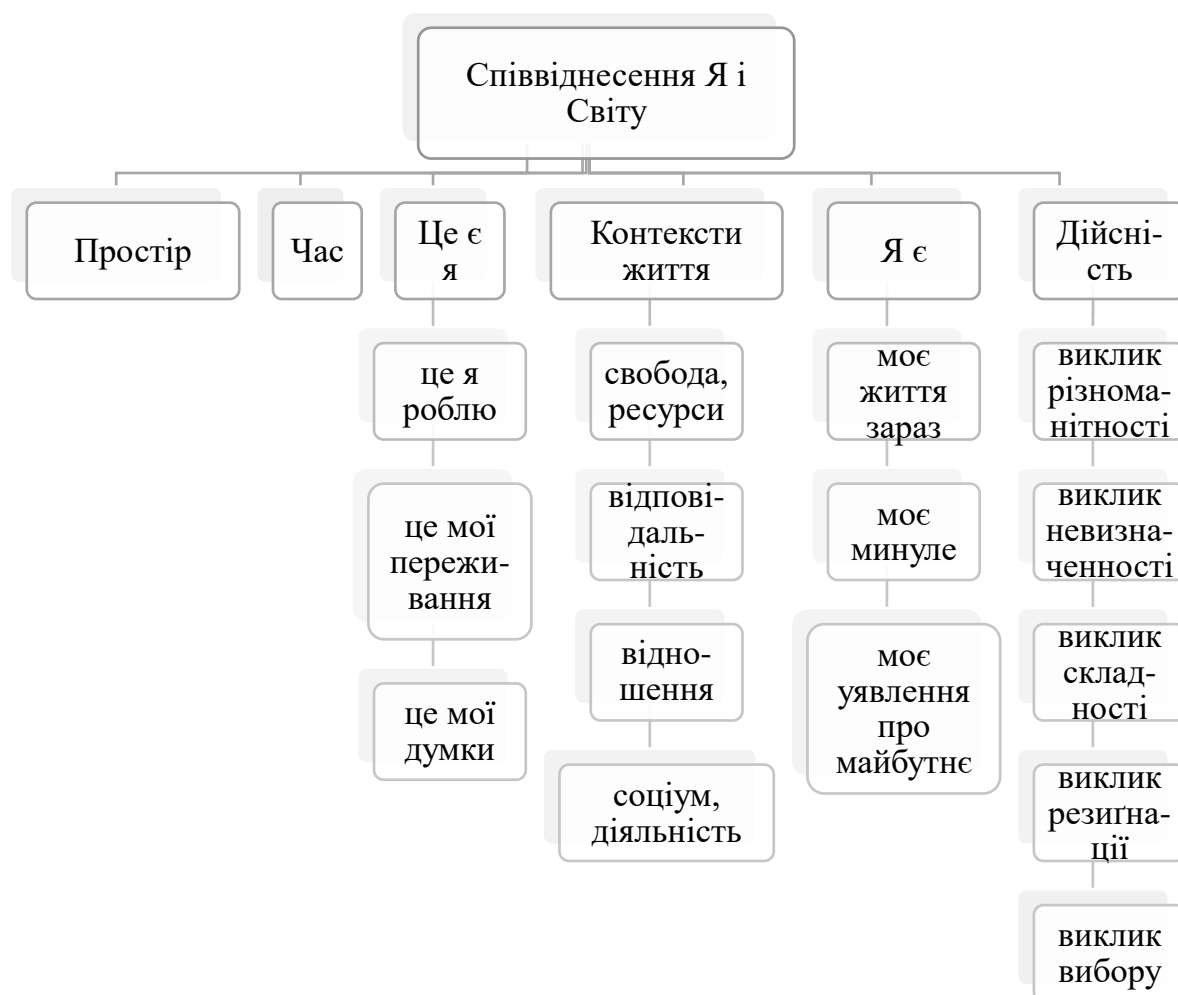 Співвіднесення Я і
Світу
Простір
Час
Це є
я
Контексти
життя
Я є
Дійсні-
сть
це я
роблю
це мої
пережи-
вання
це мої
думки
свобода,
ресурси
відпові-
даль-
ність
відно-
шення
соціум,
діяльність
моє
життя
зараз
моє
минуле
моє
уявлення
про
майбутнє
виклик
різнома-
нітності
виклик
невизна-
ченності
виклик
склад-
ності
виклик
резиґна-
ції
виклик
вибору